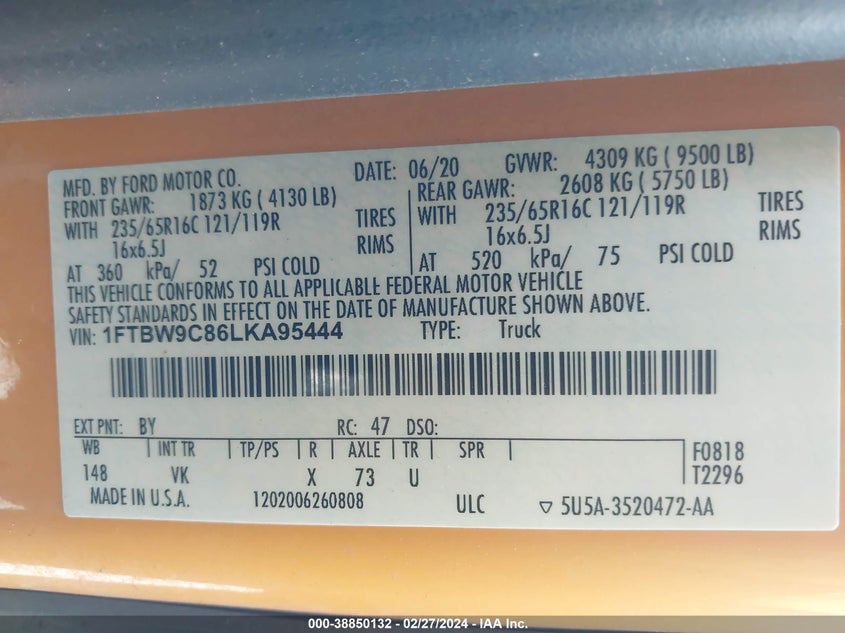 MFD. BY FORD MOTOR CO. DATE: 06/20 GVWR: 4309 KG ( 9500 LB)
FRONT GAWR: 1873 KG ( 4130 LB) REAR GAWR: 2608 KG ( 5750 LB)
WITH 235/65R16C 121/119R TIRES WITH 235/65R16C 121/119R TIRES
16x6.5J RIMS 16x6.5J RIMS
AT 360 kPa/ 52 PSI COLD AT 520 kPa/ 75 PSI COLD
THIS VEHICLE CONFORMS TO ALL APPLICABLE FEDERAL MOTOR VEHICLE
SAFETY STANDARDS IN EFFECT ON THE DATE OF MANUFACTURE SHOWN ABOVE.
VIN: 1FTBW9C86LKA95444 TYPE: Truck
EXT PNT: BY RC: 47 DSO:
WB INT TR TP/PS R AXLE TR SPR F0818
148 VK X 73 U T2296
MADE IN U.S.A. 1202006260808 ULC ▽ 5U5A-3520472-AA
000-38850132 - 02/27/2024 - IAA Inc.